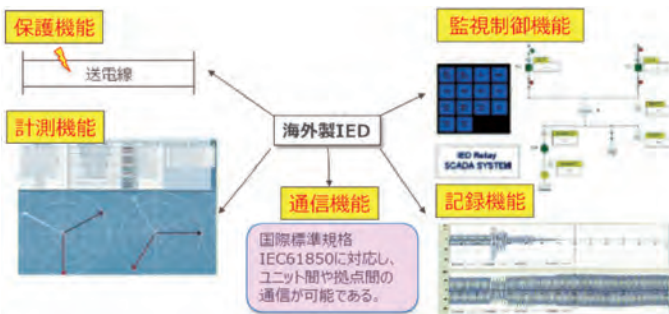 保護機能
送電線
計測機能
海外製IED
通信機能
国際標準規格
IEC61850に対応し、
ユニット間や拠点間の
通信が可能である。
監視制御機能
IED Relay
SCADA SYSTEM
記録機能